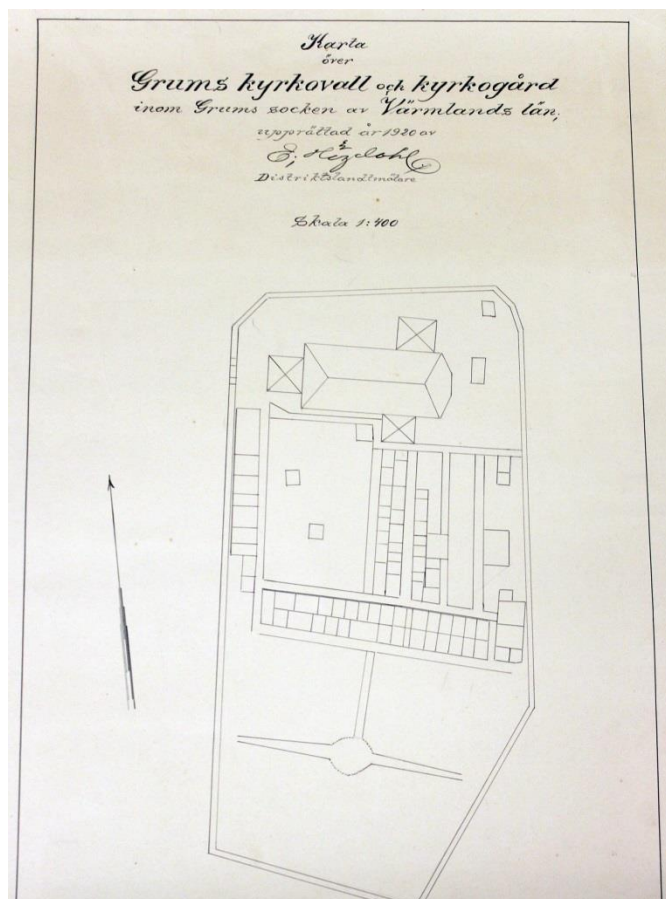 Karta
över
Grums kyrkovall och kyrkogård
inom Grums socken av Värmlands län,
upprättad år 1920 av
E,
Distriktslandtmätare
Skala 1:400